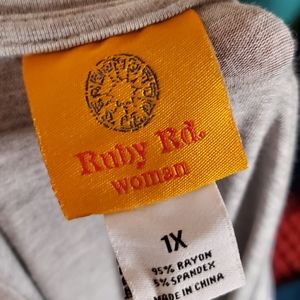 Ruby Rd.
woman
1X
95% RAYON
5% SPANDEX
MADE IN CHINA